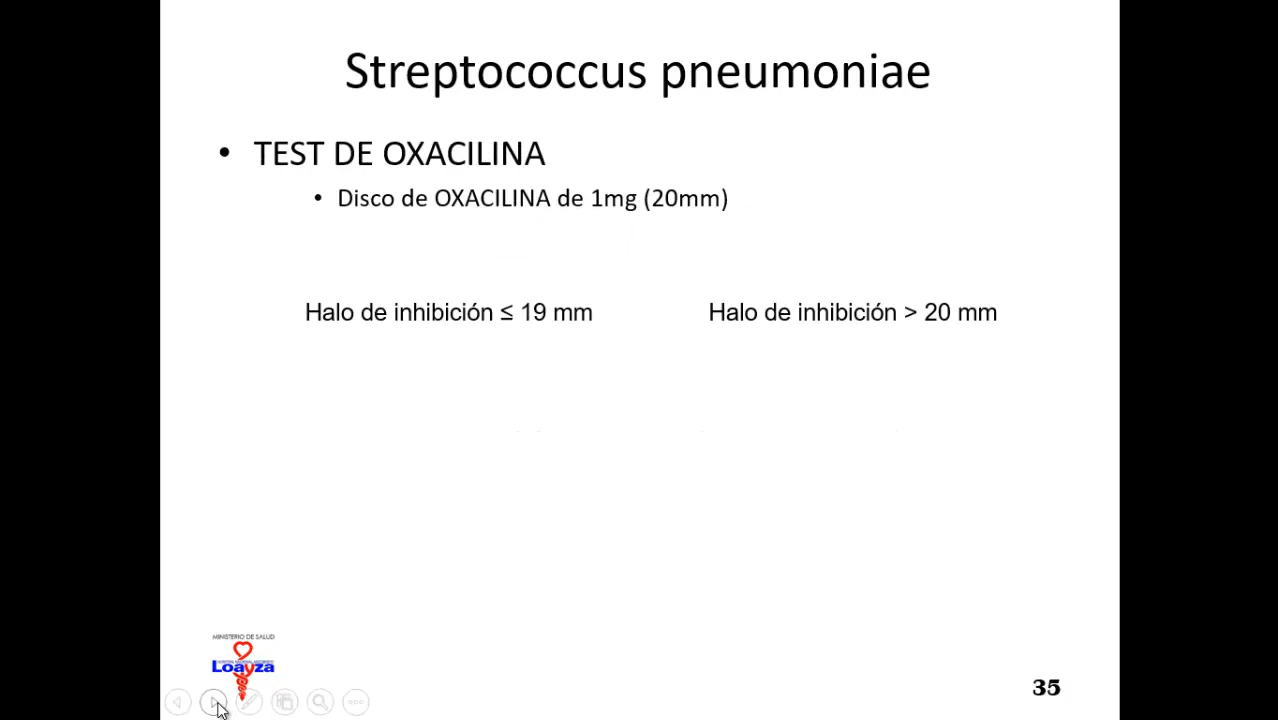 Streptococcus pneumoniae
• TEST DE OXACILINA
• Disco de OXACILINA de 1mg (20mm)
Halo de inhibición ≤ 19 mm
Halo de inhibición > 20 mm
MINISTERIO DE SALUD
Loayza
35